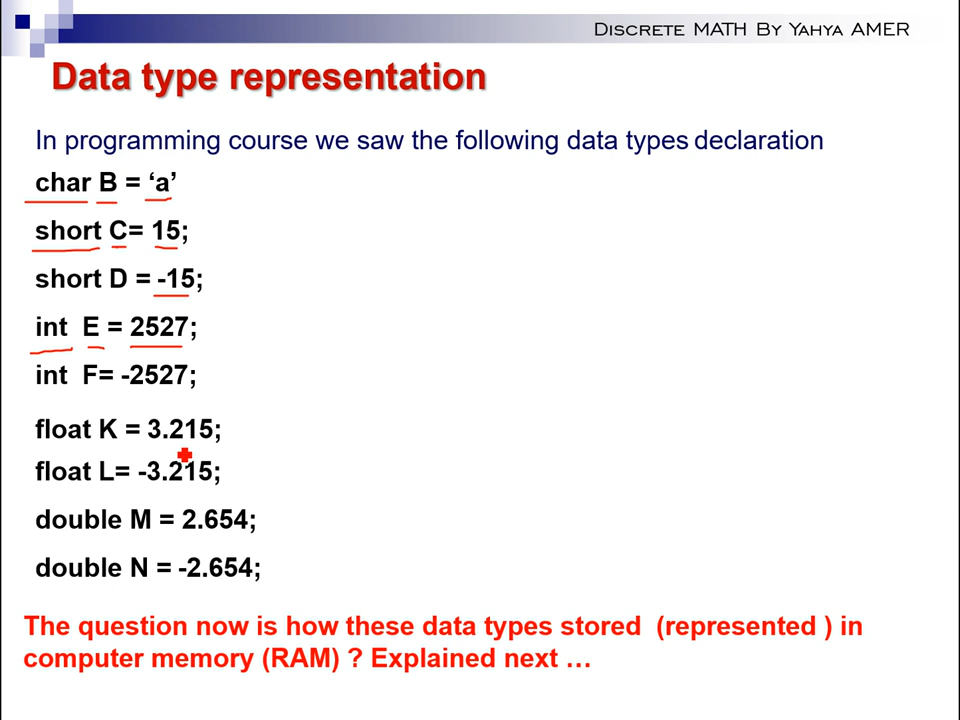 DISCRETE MATH BY YAHYA AMER
Data type representation
In programming course we saw the following data types declaration
char B = ‘a’
short C= 15;
short D = -15;
int E = 2527;
int F= -2527;
float K = 3.215;
float L= -3.215;
double M = 2.654;
double N = -2.654;
The question now is how these data types stored (represented ) in
computer memory (RAM) ? Explained next …